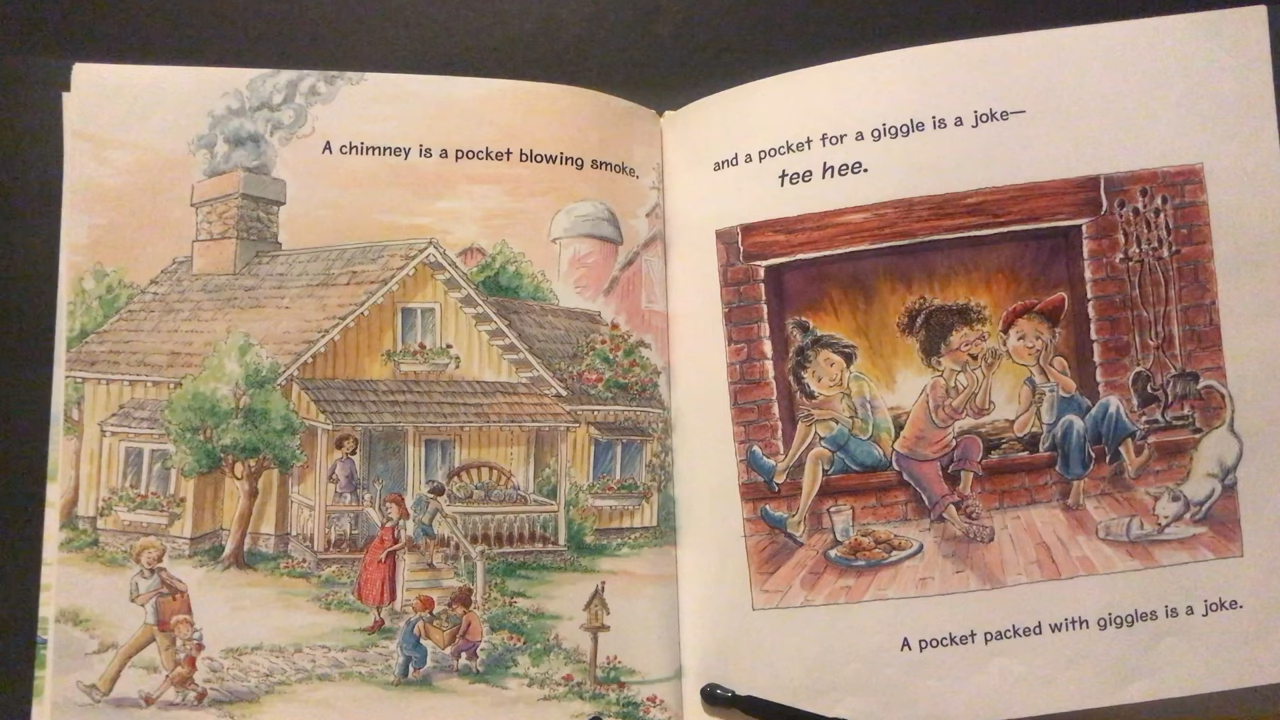 A chimney is a pocket blowing smoke,
and a pocket for a giggle is a joke—
tee hee.
A pocket packed with giggles is a joke.